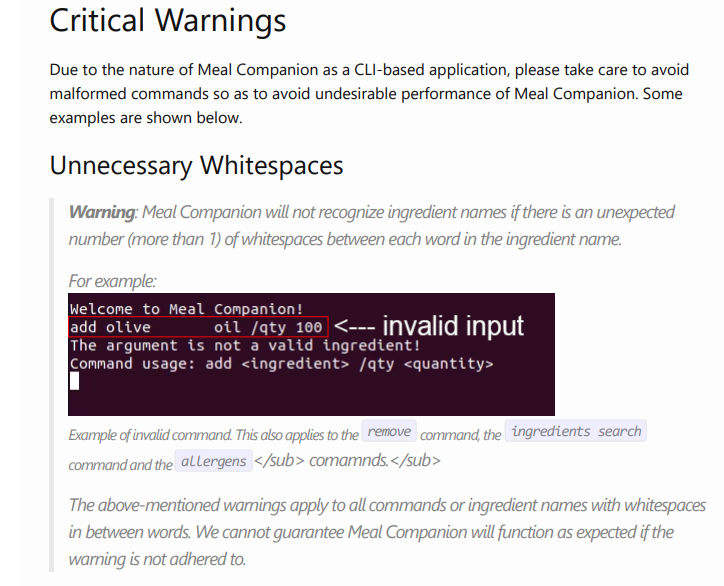 Critical Warnings
Due to the nature of Meal Companion as a CLI-based application, please take care to avoid
malformed commands so as to avoid undesirable performance of Meal Companion. Some
examples are shown below.
Unnecessary Whitespaces
Warning: Meal Companion will not recognize ingredient names if there is an unexpected
number (more than 1) of whitespaces between each word in the ingredient name.
For example:
Welcome to Meal Companion!
add olive       oil /qty 100 <--- invalid input
The argument is not a valid ingredient!
Command usage: add <ingredient> /qty <quantity>
Example of invalid command. This also applies to the remove command, the ingredients search
command and the allergens </sub> comamnds.</sub>
The above-mentioned warnings apply to all commands or ingredient names with whitespaces
in between words. We cannot guarantee Meal Companion will function as expected if the
warning is not adhered to.